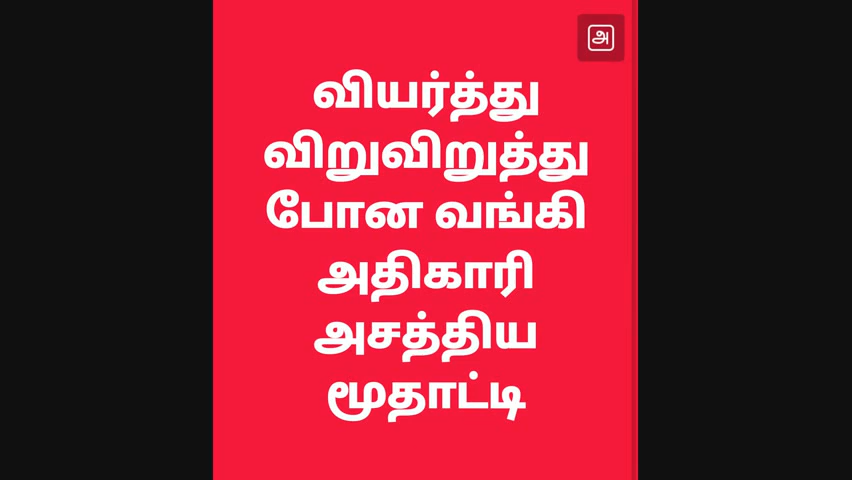 அ
வியர்த்து
விறுவிறுத்து
போன வங்கி
அதிகாரி
அசத்திய
மூதாட்டி